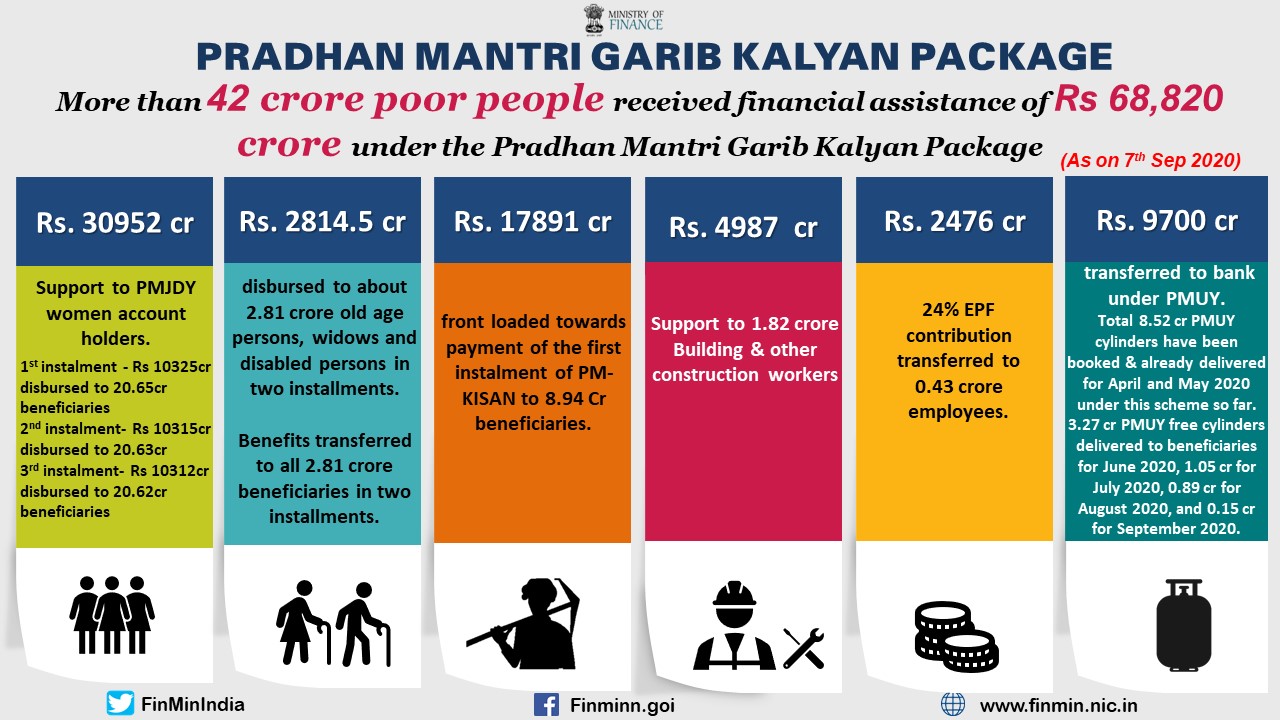 MINISTRY OF
FINANCE
PRADHAN MANTRI GARIB KALYAN PACKAGE
More than 42 crore poor people received financial assistance of Rs 68,820
crore under the Pradhan Mantri Garib Kalyan Package
(As on 7th Sep 2020)
Rs. 30952 cr
Support to PMJDY
women account
holders.
1st instalment - Rs 10325cr
disbursed to 20.65cr
beneficiaries
2nd instalment- Rs 10315cr
disbursed to 20.63cr
3rd instalment- Rs 10312cr
disbursed to 20.62cr
beneficiaries
Rs. 2814.5 cr
disbursed to about
2.81 crore old age
persons, widows and
disabled persons in
two installments.
Benefits transferred
to all 2.81 crore
beneficiaries in two
installments.
Rs. 17891 cr
front loaded towards
payment of the first
instalment of PM-
KISAN to 8.94 Cr
beneficiaries.
Rs. 4987 cr
Support to 1.82 crore
Building & other
construction workers
Rs. 2476 cr
24% EPF
contribution
transferred to
0.43 crore
employees.
Rs. 9700 cr
transferred to bank
under PMUY.
Total 8.52 cr PMUY
cylinders have been
booked & already delivered
for April and May 2020
under this scheme so far.
3.27 cr PMUY free cylinders
delivered to beneficiaries
for June 2020, 1.05 cr for
July 2020, 0.89 cr for
August 2020, and 0.15 cr
for September 2020.
FinMinIndia
Finminn.goi
www.finmin.nic.in